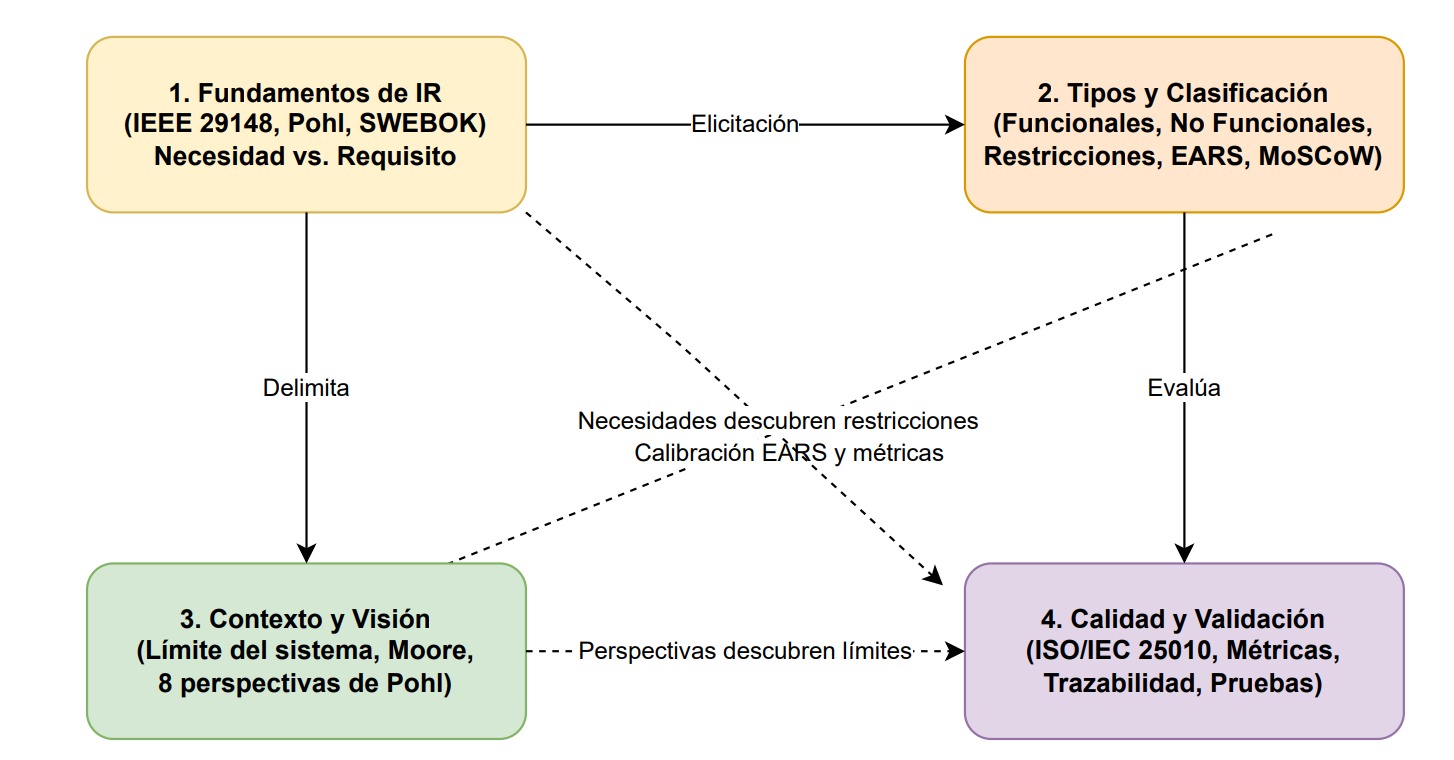 1. Fundamentos de IR
(IEEE 29148, Pohl, SWEBOK)
Necesidad vs. Requisito
Elicitación
2. Tipos y Clasificación
(Funcionales, No Funcionales,
Restricciones, EARS, MoSCoW)
Delimita
Evalúa
Necesidades descubren restricciones
Calibración EARS y métricas
3. Contexto y Visión
(Límite del sistema, Moore,
8 perspectivas de Pohl)
Perspectivas descubren límites
4. Calidad y Validación
(ISO/IEC 25010, Métricas,
Trazabilidad, Pruebas)